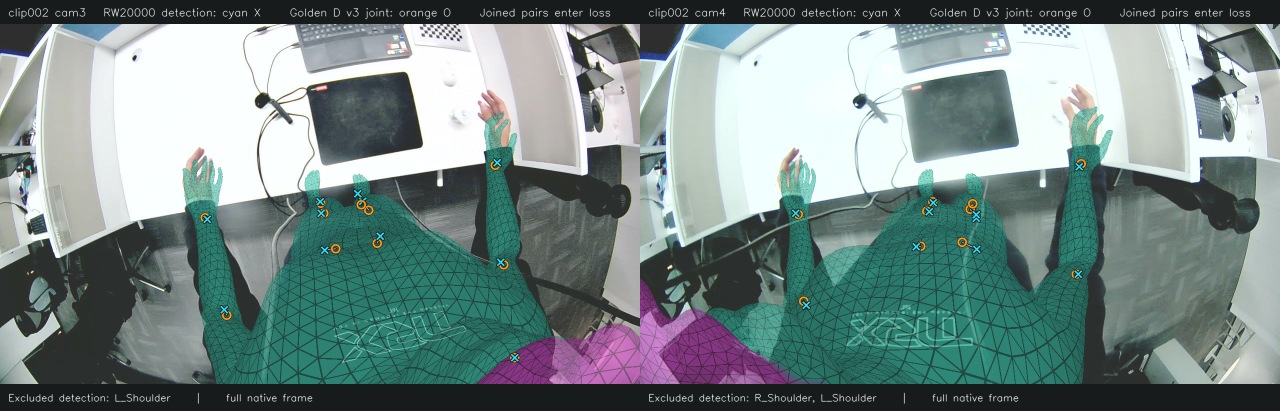 clip002 cam3 RW20000 detection: cyan X Golden D v3 joint: orange O Joined pairs enter loss
clip002 cam4 RW20000 detection: cyan X Golden D v3 joint: orange O Joined pairs enter loss
Excluded detection: L_Shoulder | full native frame
Excluded detection: R_Shoulder, L_Shoulder | full native frame